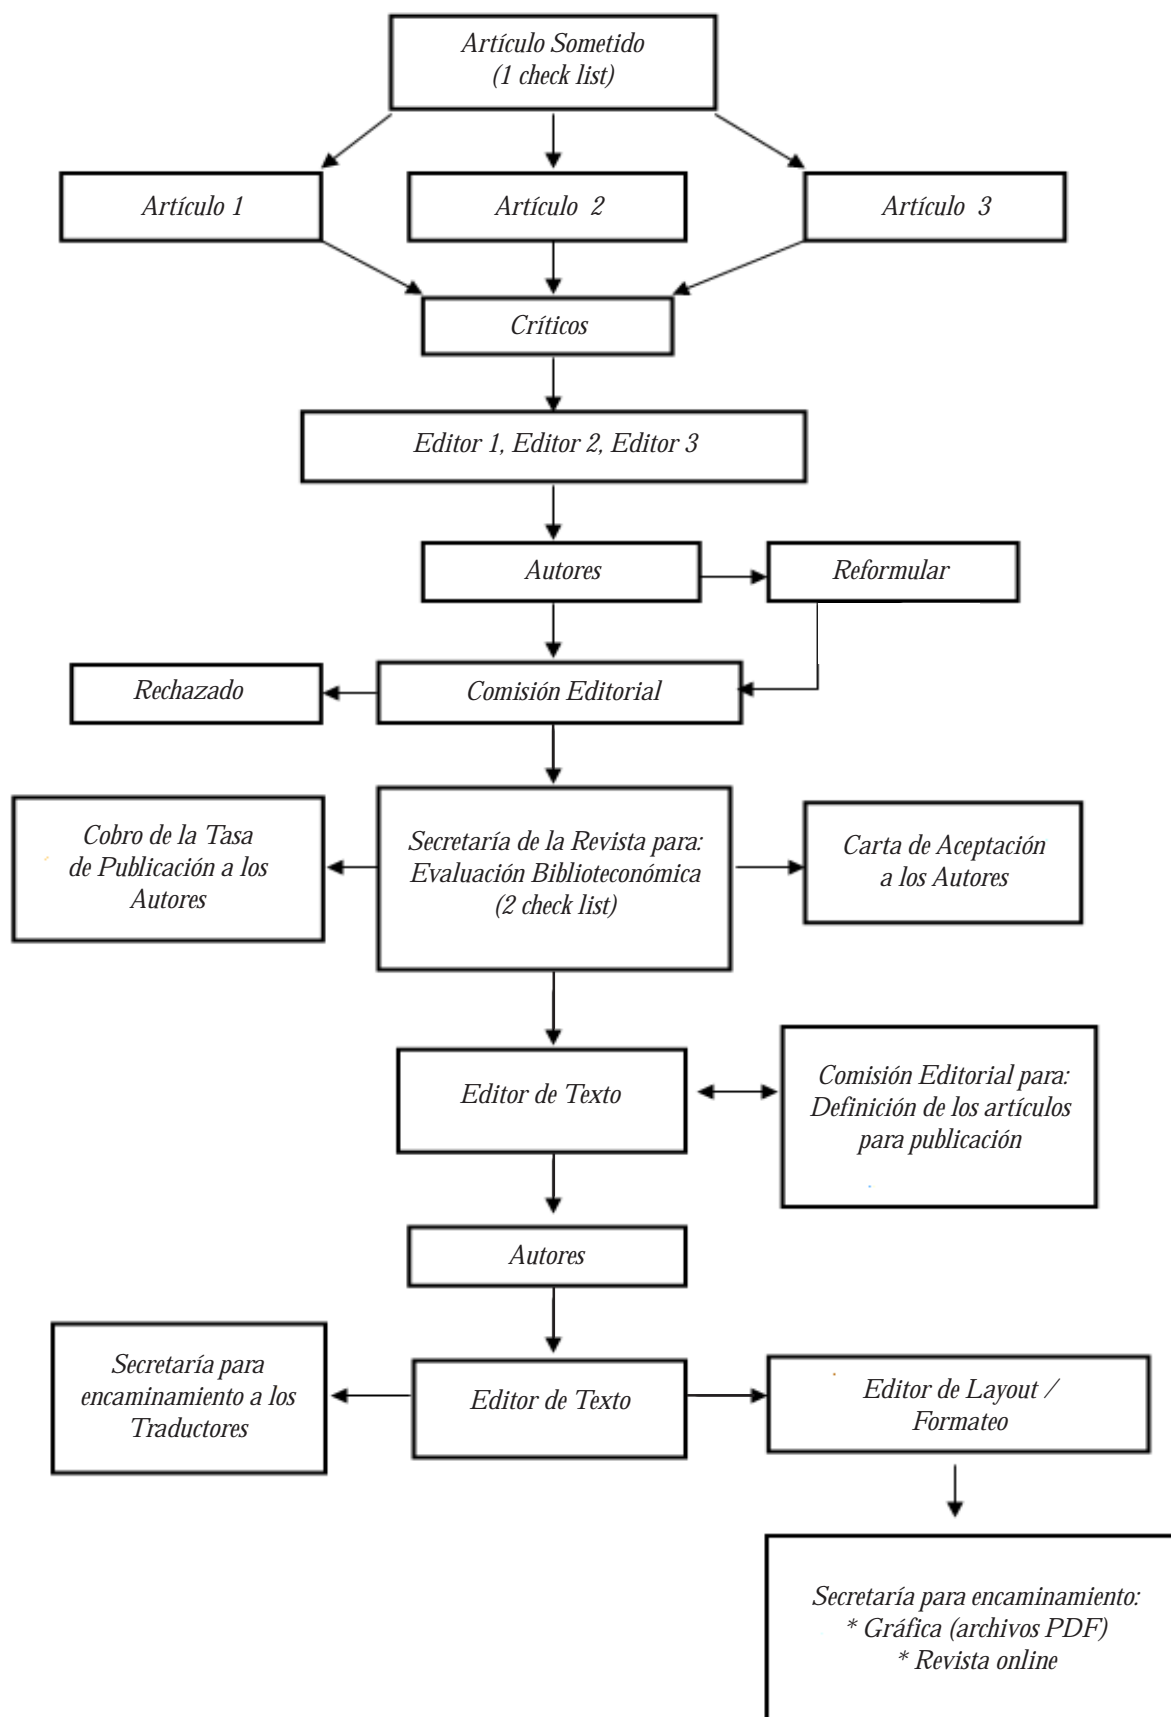 Artículo Sometido
(1 check list)
Artículo 1
Artículo 2
Artículo 3
Críticos
Editor 1, Editor 2, Editor 3
Autores
Reformular
Rechazado
Comisión Editorial
Cobro de la Tasa
de Publicación a los
Autores
Secretaría de la Revista para:
Evaluación Biblioteconómica
(2 check list)
Carta de Aceptación
a los Autores
Editor de Texto
Comisión Editorial para:
Definición de los artículos
para publicación
Autores
Secretaría para
encaminamiento a los
Traductores
Editor de Texto
Editor de Layout /
Formateo
Secretaría para encaminamiento:
* Gráfica (archivos PDF)
* Revista online